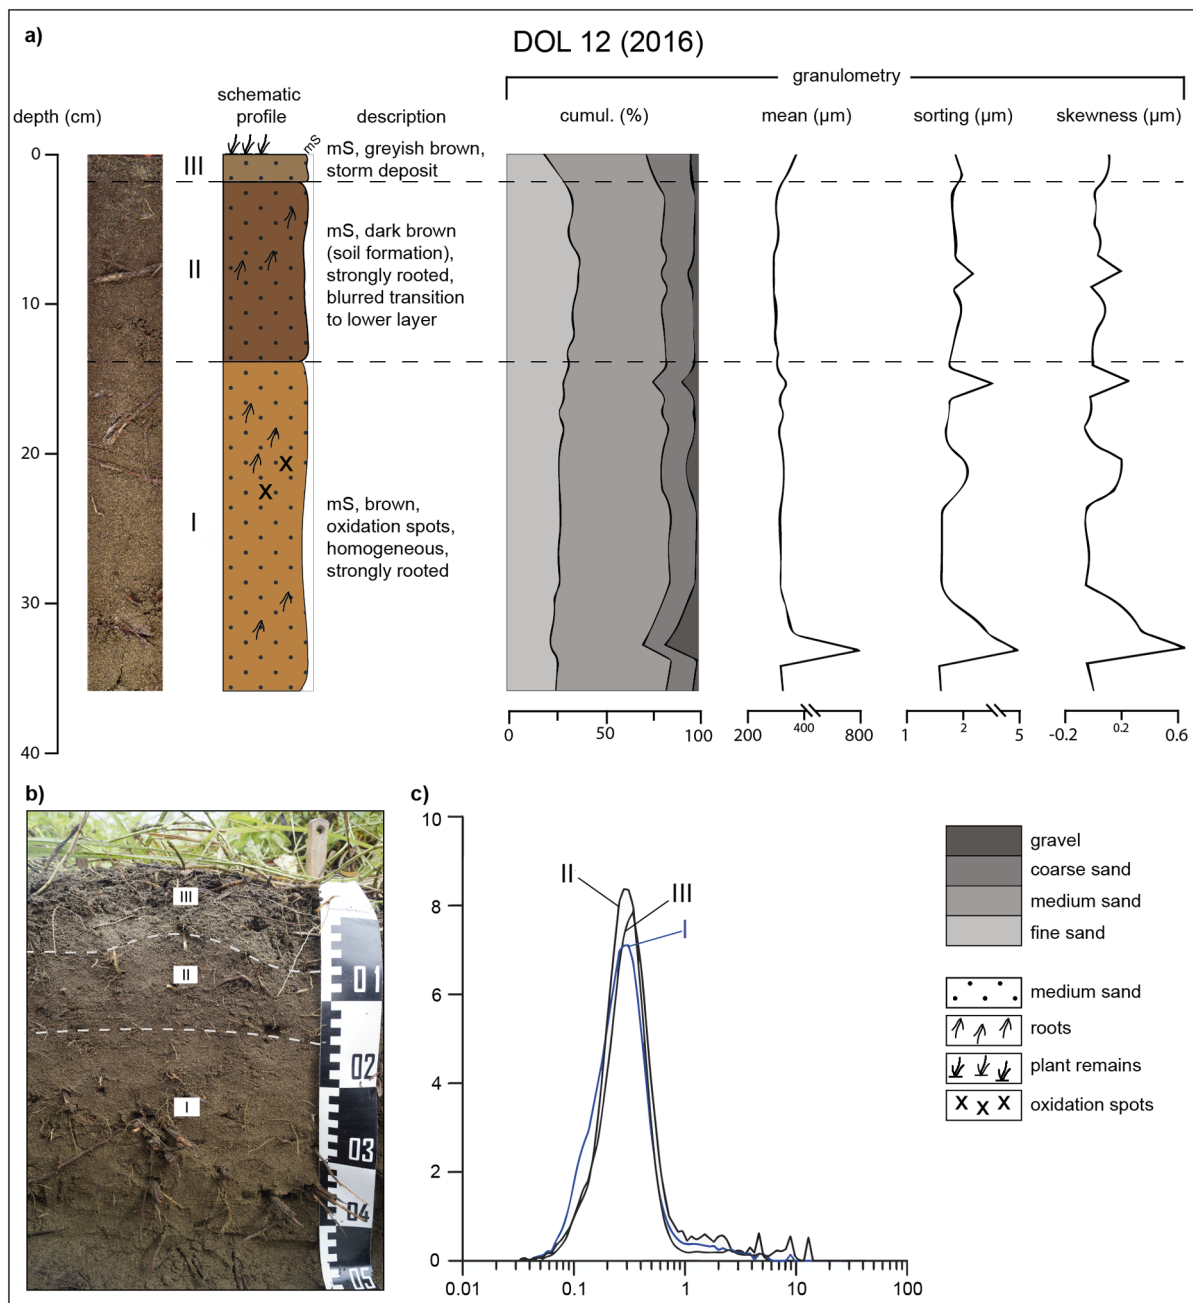 a)
DOL 12 (2016)
granulometry
schematic
profile
depth (cm)
description
cumul. (%)
mean (µm)
sorting (µm)
skewness (µm)
mS
0
10
20
30
40
III
mS, greyish brown,
storm deposit
II
mS, dark brown
(soil formation),
strongly rooted,
blurred transition
to lower layer
I
mS, brown,
oxidation spots,
homogeneous,
strongly rooted
X
X
0 50 100
200 400 800
1 2 5
-0.2 0.2 0.6
b)
III
II
I
01
02
03
04
05
c)
10
8
6
4
2
0
II
III
I
0.01 0.1 1 10 100
gravel
coarse sand
medium sand
fine sand
medium sand
roots
plant remains
X X X
oxidation spots